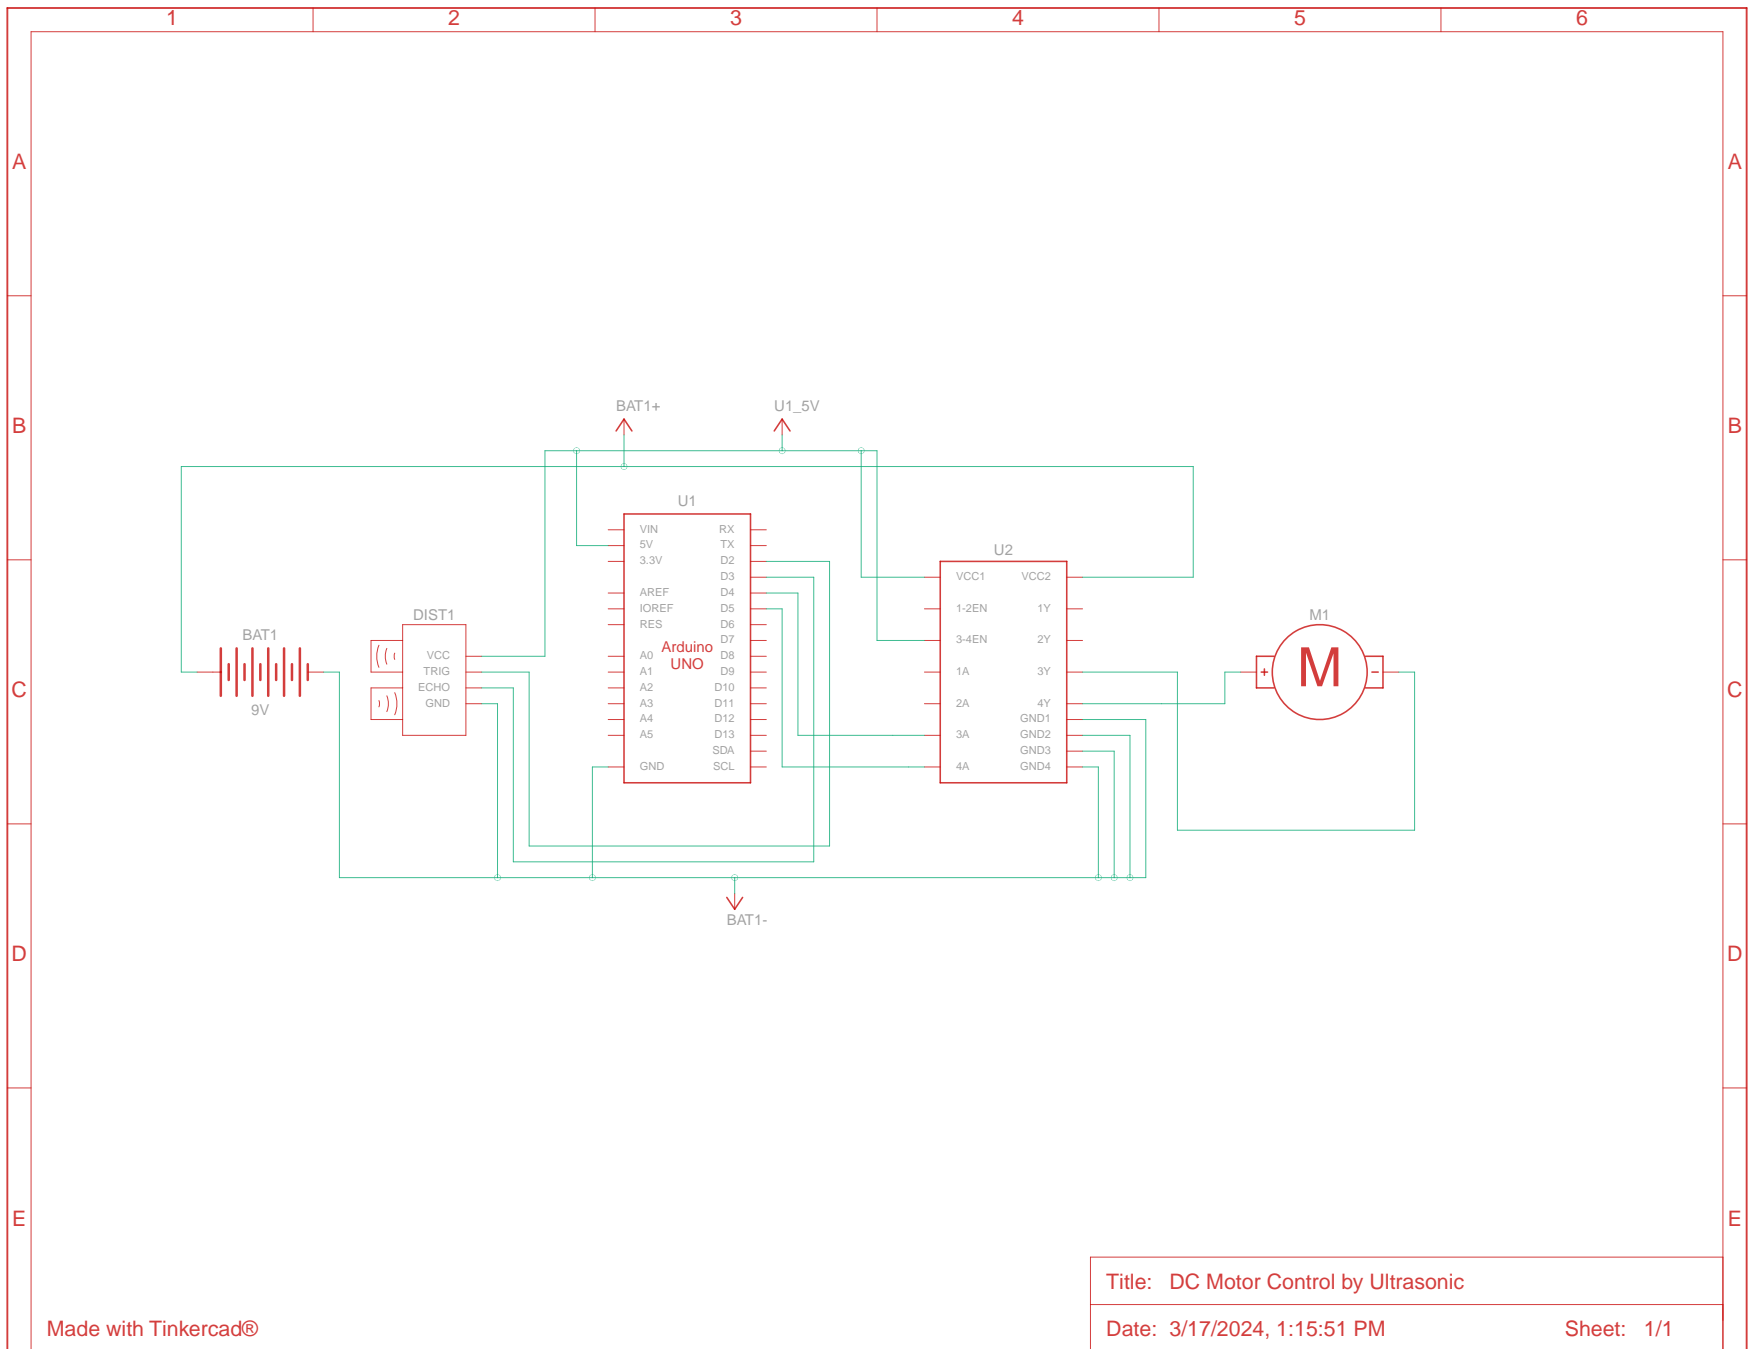 1 2 3 4 5 6
A A
BAT1+ U1_5V
B B
U1
VIN RX
5V TX
3.3V D2
D3
AREF D4
IOREF D5
RES D6
D7
A0 D8
A1 D9
A2 D10
A3 D11
A4 D12
A5 D13
SDA
GND SCL
Arduino
UNO
U2
VCC1 VCC2
1-2EN 1Y
3-4EN 2Y
1A 3Y
2A 4Y
GND1
3A GND2
GND3
4A GND4
DIST1
VCC
TRIG
ECHO
GND
BAT1
9V
M1
+ M -
C C
BAT1-
D D
E E
Title: DC Motor Control by Ultrasonic
Made with Tinkercad®
Date: 3/17/2024, 1:15:51 PM Sheet: 1/1